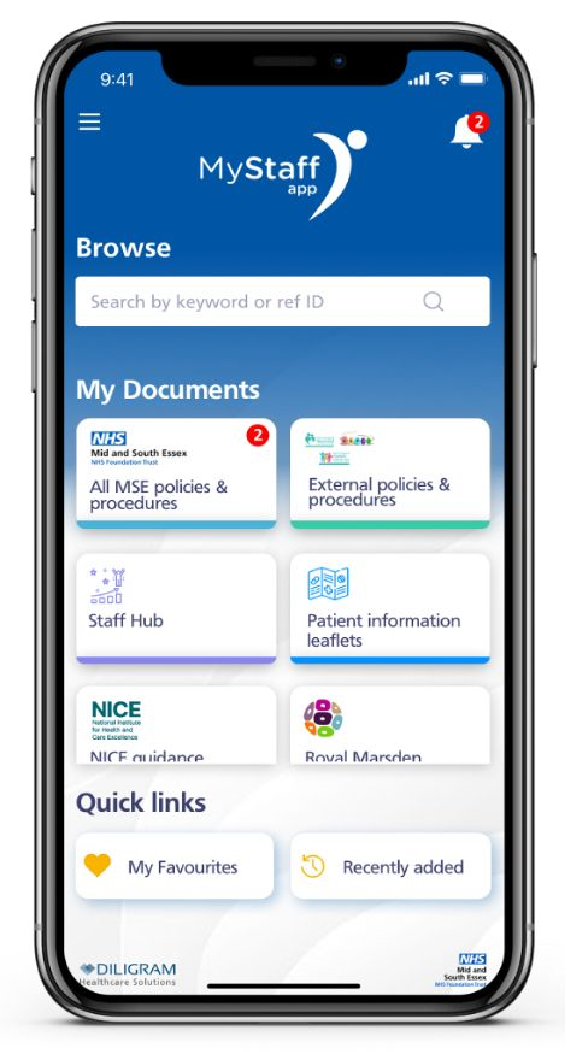 9:41
2
MyStaff
app
Browse
Search by keyword or ref ID
My Documents
NHS
Mid and South Essex
NHS Foundation Trust
2
All MSE policies &
procedures
External policies &
procedures
Staff Hub
Patient information
leaflets
NICE
National Institute
for Health and
Care Excellence
NICE guidance
Royal Marsden
Quick links
My Favourites
Recently added
DILIGRAM
Healthcare Solutions
NHS
Mid and
South Essex
NHS Foundation Trust